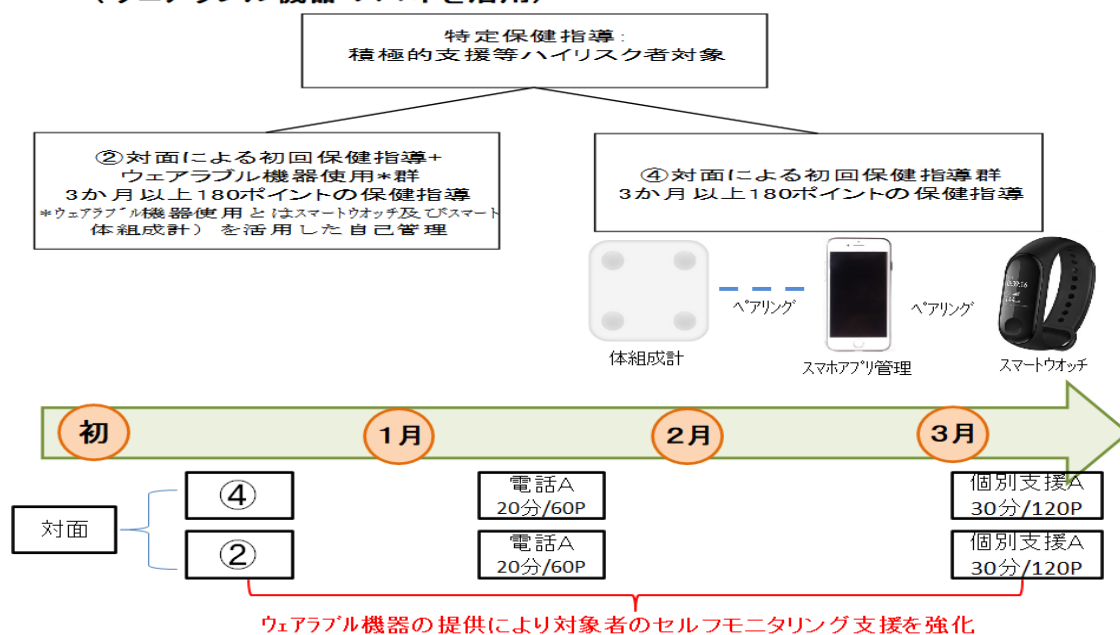 特定保健指導:
積極的支援等ハイリスク者対象
②対面による初回保健指導+
ウェアラブル機器使用*群
3か月以上180ポイントの保健指導
*ウェアラブル機器使用とはスマートウオッチ及びスマート
体組成計）を活用した自己管理
④対面による初回保健指導群
3か月以上180ポイントの保健指導
ペアリング
ペアリング
体組成計
スマホアプリ管理
スマートウオッチ
初
1月
2月
3月
対面
④
電話A
20分/60P
個別支援A
30分/120P
②
電話A
20分/60P
個別支援A
30分/120P
ウェアラブル機器の提供により対象者のセルフモニタリング支援を強化